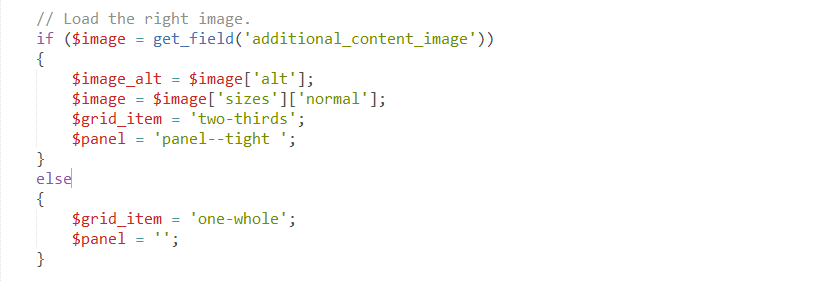 // Load the right image.
if ($image = get_field('additional_content_image'))
{
    $image_alt = $image['alt'];
    $image = $image['sizes']['normal'];
    $grid_item = 'two-thirds';
    $panel = 'panel--tight ';
}
else
{
    $grid_item = 'one-whole';
    $panel = '';
}